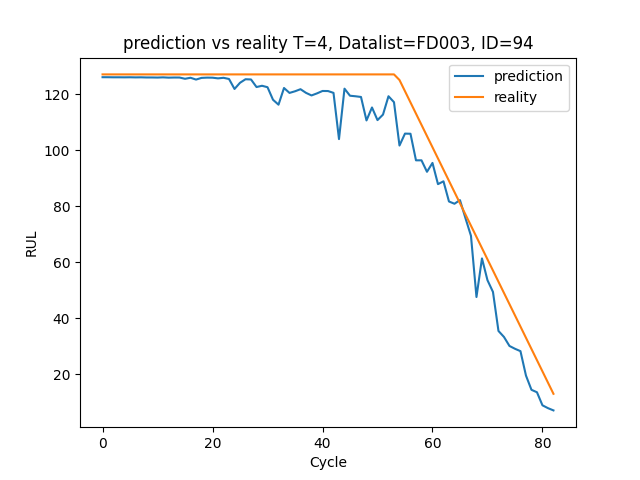 prediction vs reality T=4, Datalist=FD003, ID=94
prediction
reality
RUL
120
100
80
60
40
20
0 20 40 60 80
Cycle